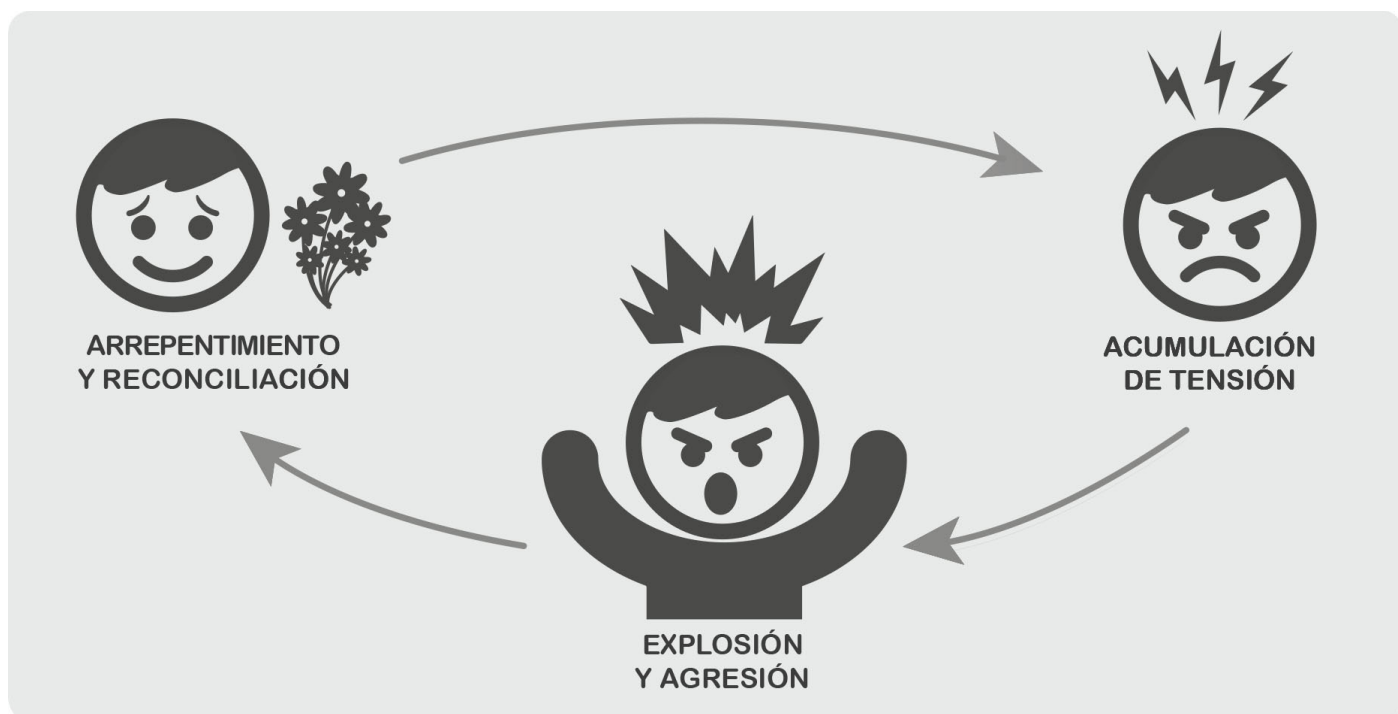 ARREPENTIMIENTO
Y RECONCILIACIÓN
ACUMULACIÓN
DE TENSIÓN
EXPLOSIÓN
Y AGRESIÓN